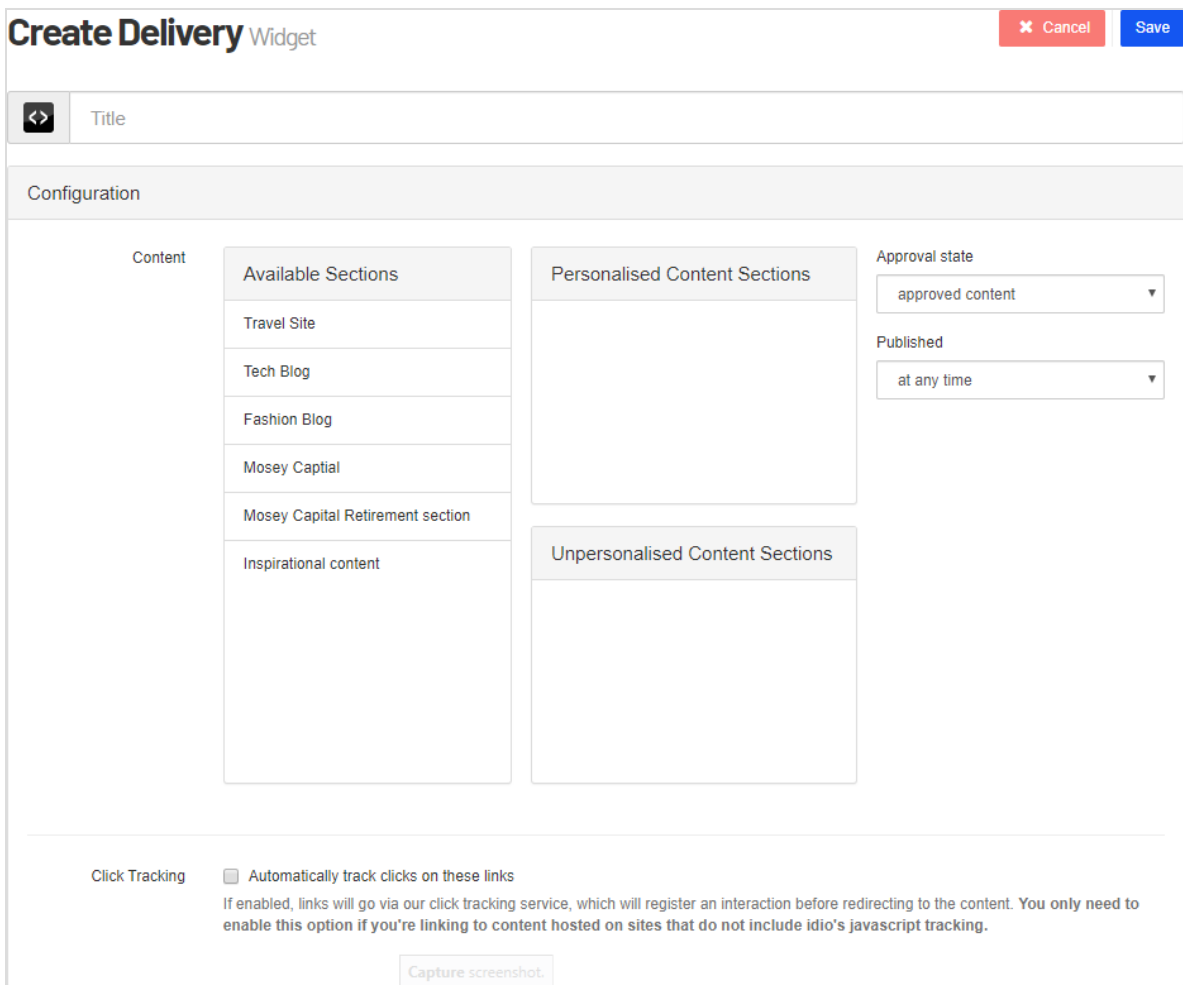 Create Delivery Widget
✖ Cancel
Save
<>
Title
Configuration
Content
Available Sections
Travel Site
Tech Blog
Fashion Blog
Mosey Captial
Mosey Capital Retirement section
Inspirational content
Personalised Content Sections
Unpersonalised Content Sections
Approval state
approved content
Published
at any time
Click Tracking
Automatically track clicks on these links
If enabled, links will go via our click tracking service, which will register an interaction before redirecting to the content. You only need to
enable this option if you're linking to content hosted on sites that do not include idio's javascript tracking.
Capture screenshot.